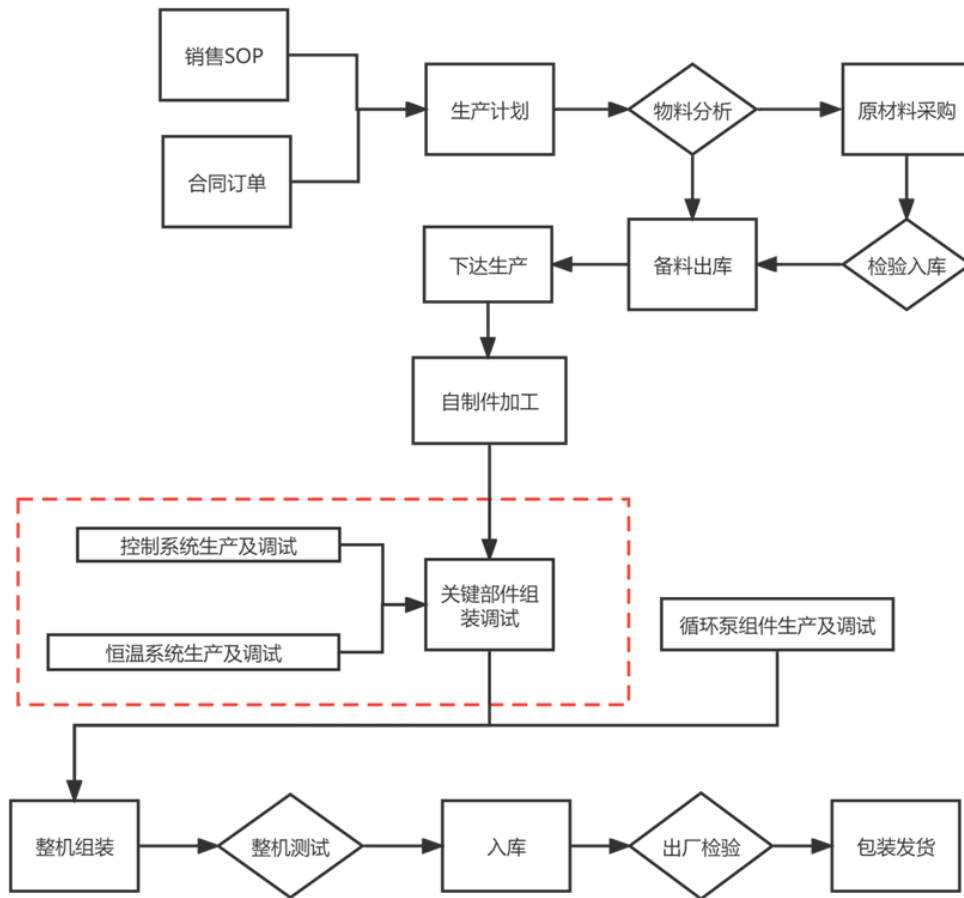 销售SOP
合同订单
生产计划
物料分析
原材料采购
下达生产
备料出库
检验入库
自制件加工
控制系统生产及调试
恒温系统生产及调试
关键部件组
装调试
循环泵组件生产及调试
整机组装
整机测试
入库
出厂检验
包装发货